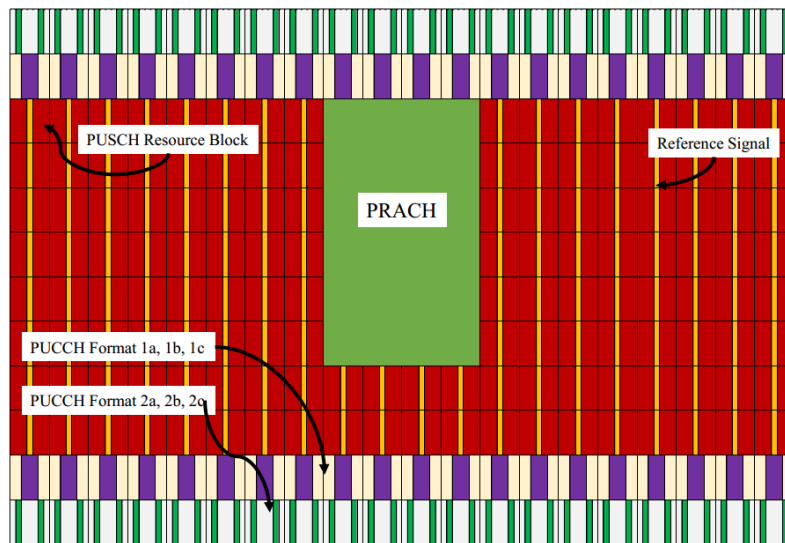 PUSCH Resource Block
Reference Signal
PRACH
PUCCH Format 1a, 1b, 1c
PUCCH Format 2a, 2b, 2c